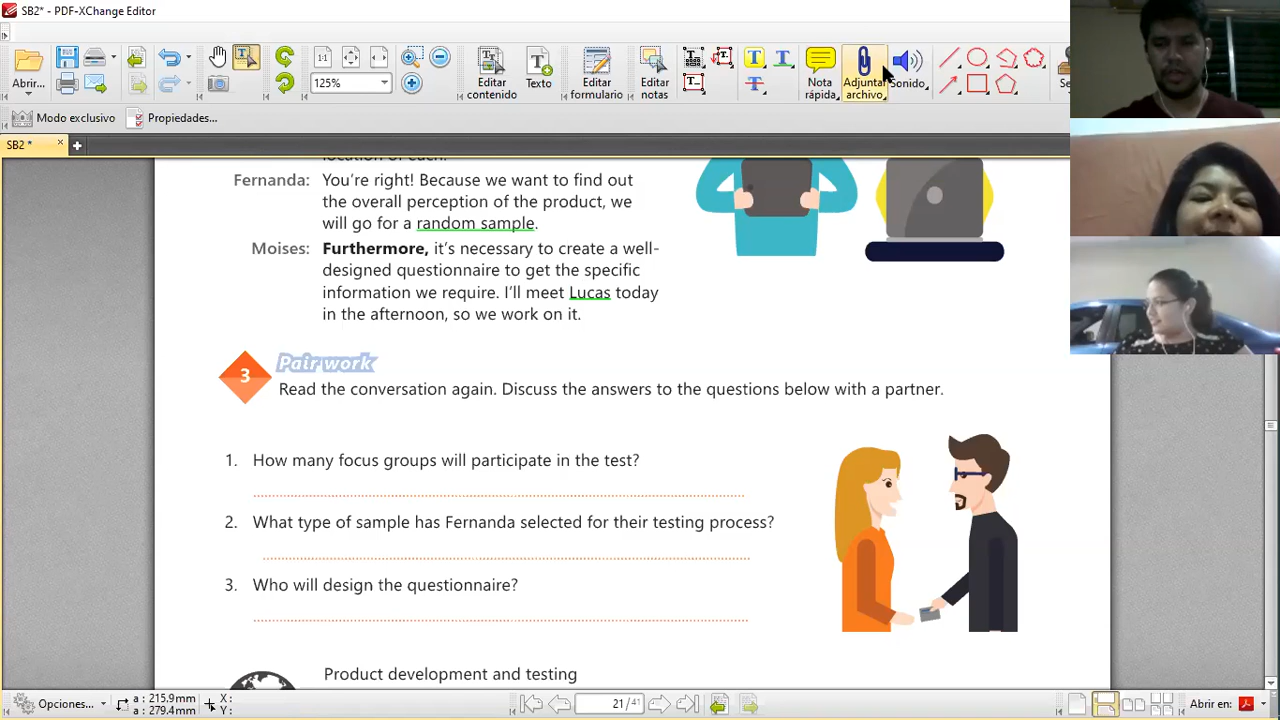 SB2* - PDF-XChange Editor
Abrir...
1:1
125%
Editar contenido
Texto
Editar formulario
Editar notas
Nota rápida
Adjuntar archivo
Sonido
Modo exclusivo
Propiedades...
SB2 *
Fernanda: You're right! Because we want to find out
the overall perception of the product, we
will go for a random sample.
Moises: Furthermore, it's necessary to create a well-
designed questionnaire to get the specific
information we require. I'll meet Lucas today
in the afternoon, so we work on it.
3
Pair work
Read the conversation again. Discuss the answers to the questions below with a partner.
1. How many focus groups will participate in the test?
2. What type of sample has Fernanda selected for their testing process?
3. Who will design the questionnaire?
Product development and testing
Opciones...
a : 215.9mm
a : 279.4mm
X:
Y:
21/41
Abrir en: